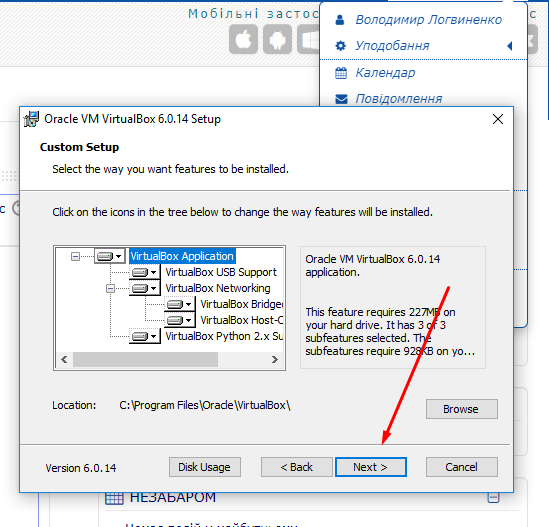 Мобільні застос
с
Володимир Логвиненко
Уподобання
Календар
Повідомлення
Oracle VM VirtualBox 6.0.14 Setup
Custom Setup
Select the way you want features to be installed.
Click on the icons in the tree below to change the way features will be installed.
с
VirtualBox Application
VirtualBox USB Support
VirtualBox Networking
VirtualBox Bridge
VirtualBox Host-O
VirtualBox Python 2.x Su
Oracle VM VirtualBox 6.0.14
application.
This feature requires 227MB on
your hard drive. It has 3 of 3
subfeatures selected. The
subfeatures require 928KB on yo...
Location: C:\Program Files\Oracle\VirtualBox\
Browse
Version 6.0.14
Disk Usage
< Back
Next >
Cancel
НЕЗАБАРОМ